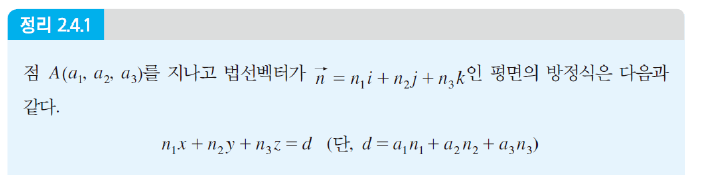 정리 2.4.1
점 A(a₁, a₂, a₃)를 지나고 법선벡터가 n⃗ = n₁i + n₂j + n₃k인 평면의 방정식은 다음과
같다.
n₁x + n₂y + n₃z = d (단, d = a₁n₁ + a₂n₂ + a₃n₃)